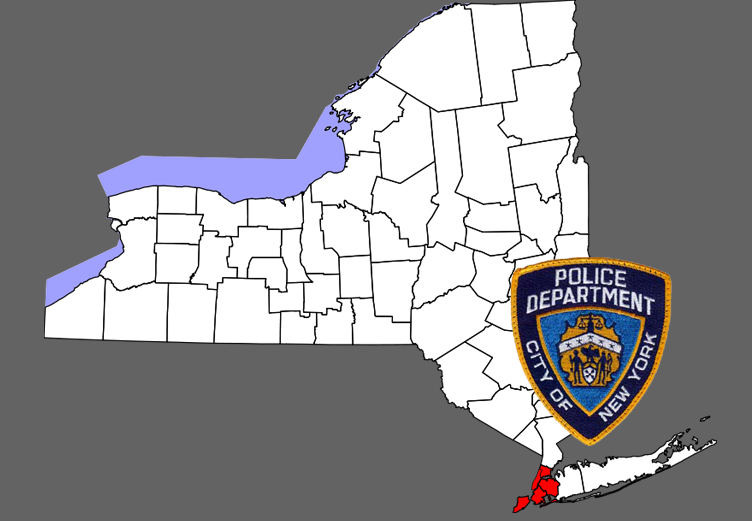 POLICE
DEPARTMENT
CITY OF
NEW YORK